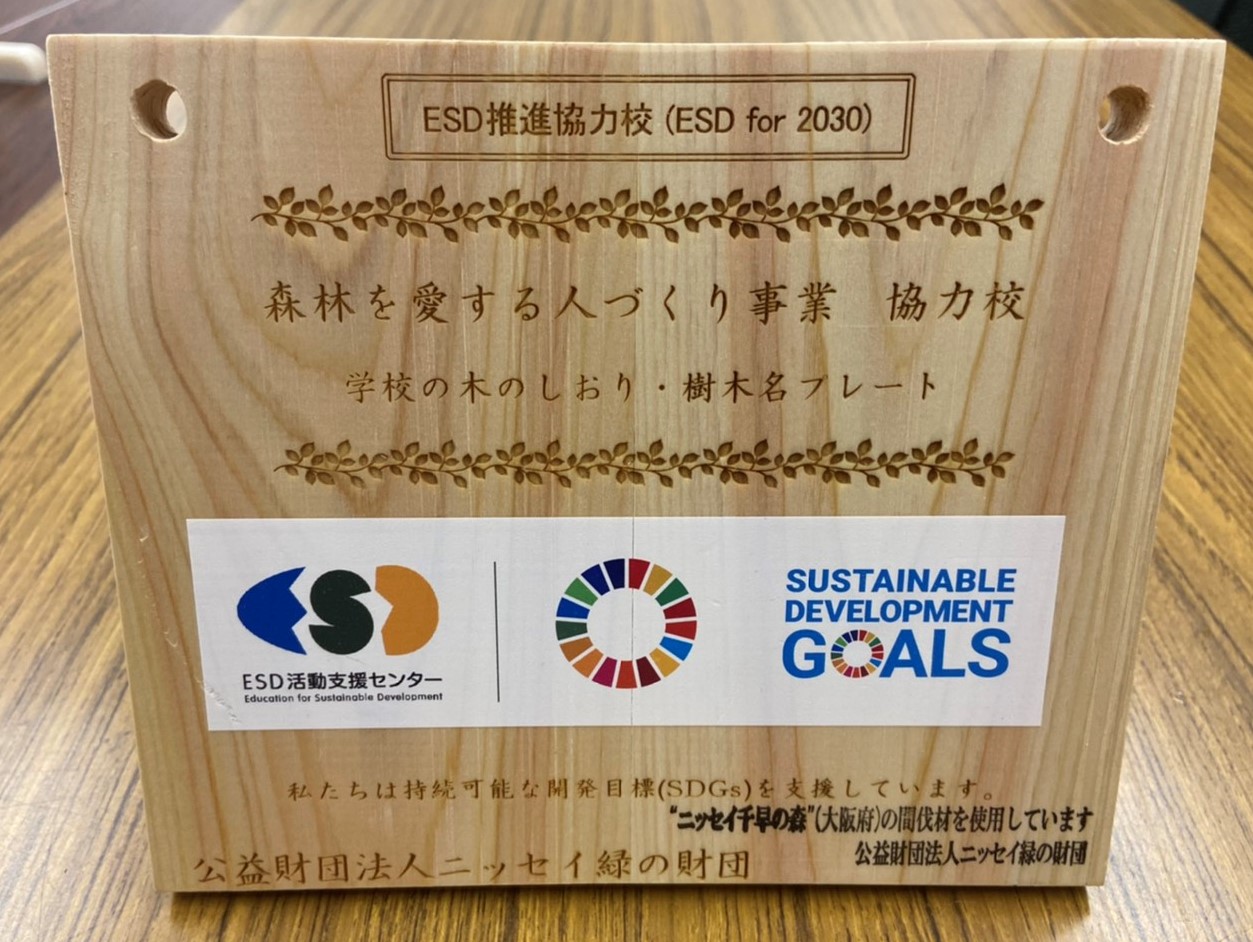 ESD推進協力校 (ESD for 2030)
森林を愛する人づくり事業　協力校
学校の木のしおり・樹木名プレート
ESD
ESD活動支援センター
Education for Sustainable Development
SUSTAINABLE
DEVELOPMENT
GOALS
私たちは持続可能な開発目標(SDGs)を支援しています。
“ニッセイ千早の森”(大阪府)の間伐材を使用しています
公益財団法人ニッセイ緑の財団
公益財団法人ニッセイ緑の財団